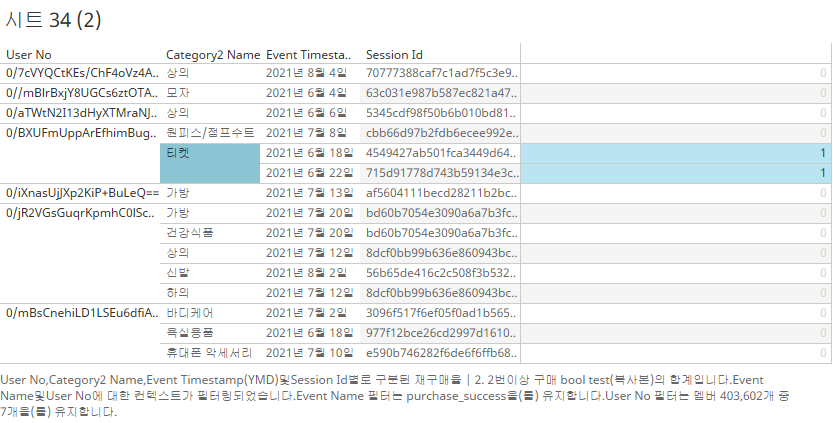 시트 34 (2)
User No Category2 Name Event Timesta.. Session Id
0/7cVYQCtKEs/ChF4oVz4A.. 상의 2021년 8월 4일 70777388caf7c1ad7f5c3e9.. 0
0//mBIrBxjY8UGCs6ztOTA.. 모자 2021년 6월 4일 63c031e987b587ec821a47.. 0
0/aTWtN2I13dHyXTMraNJ.. 상의 2021년 6월 6일 5345cdf98f50b6b010bd81.. 0
0/BXUFmUppArEfhimBug.. 원피스/점프수트 2021년 7월 8일 cbb66d97b2fdb6ecee992e.. 0
티켓 2021년 6월 18일 4549427ab501fca3449d64.. 1
2021년 6월 22일 715d91778d743b59134e3c.. 1
0/iXnasUjJXp2KiP+BuLeQ== 가방 2021년 7월 13일 af5604111becd28211b2bc.. 0
0/jR2VGsGuqrKpmhC0ISc.. 가방 2021년 7월 20일 bd60b7054e3090a6a7b3fc.. 0
건강식품 2021년 7월 20일 bd60b7054e3090a6a7b3fc.. 0
상의 2021년 7월 12일 8dcf0bb99b636e860943bc.. 0
신발 2021년 8월 2일 56b65de416c2c508f3b532.. 0
하의 2021년 7월 12일 8dcf0bb99b636e860943bc.. 0
0/mBsCnehiLD1LSEu6dfiA.. 바디케어 2021년 7월 2일 3096f517f6ef05f0ad1b565.. 0
욕실용품 2021년 6월 18일 977f12bce26cd2997d1610.. 0
휴대폰 악세서리 2021년 7월 10일 e590b746282f6de6f6ffb68.. 0
User No,Category2 Name,Event Timestamp(YMD)및Session Id별로 구분된 재구매율 | 2. 2번이상 구매 bool test(복사본)의 합계입니다.Event
Name및User No에 대한 컨텍스트가 필터링되었습니다.Event Name 필터는 purchase_success을(를) 유지합니다.User No 필터는 멤버 403,602개 중
7개을(를) 유지합니다.